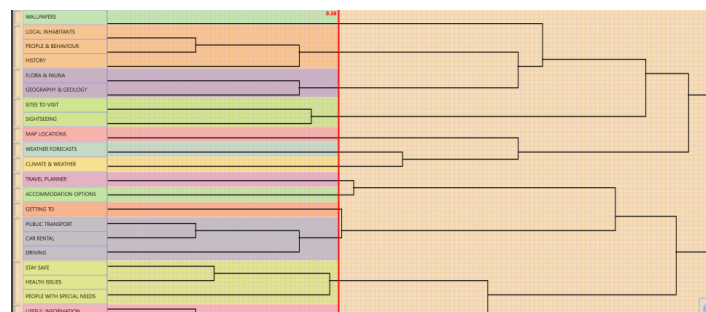 0.38
WALLPAPERS
LOCAL INHABITANTS
PEOPLE & BEHAVIOUR
HISTORY
FLORA & FAUNA
GEOGRAPHY & GEOLOGY
SITES TO VISIT
SIGHTSEEING
MAP LOCATIONS
WEATHER FORECASTS
CLIMATE & WEATHER
TRAVEL PLANNER
ACCOMMODATION OPTIONS
GETTING TO
PUBLIC TRANSPORT
CAR RENTAL
DRIVING
STAY SAFE
HEALTH ISSUES
PEOPLE WITH SPECIAL NEEDS
USEFUL INFORMATION